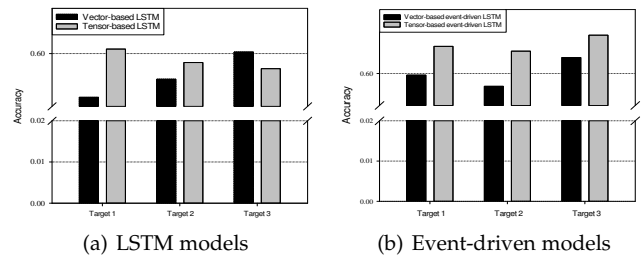 Vector-based LSTM
Tensor-based LSTM
0.60
Accuracy
0.02
0.01
0.00
Target 1 Target 2 Target 3
(a) LSTM models
Vector-based event-driven LSTM
Tensor-based event-driven LSTM
0.60
Accuracy
0.02
0.01
0.00
Target 1 Target 2 Target 3
(b) Event-driven models